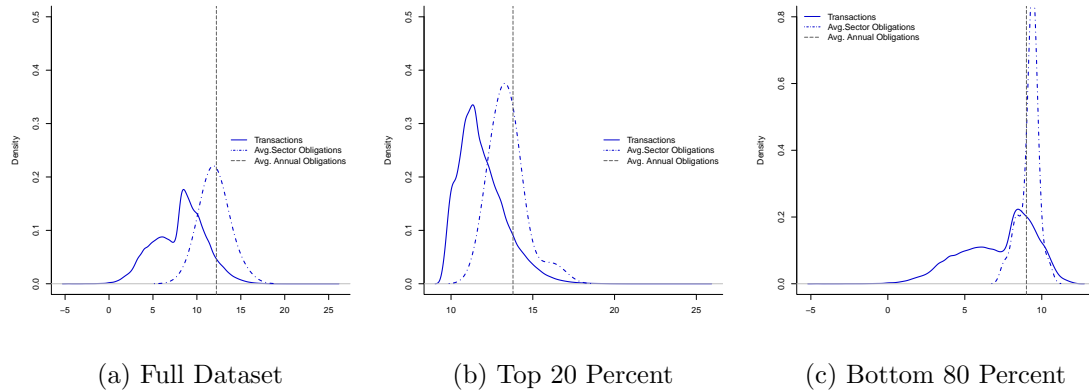 0.5
0.4
0.3
0.2
0.1
0.0
Density
Transactions
Avg.Sector Obligations
Avg. Annual Obligations
−5 0 5 10 15 20 25
(a) Full Dataset
0.5
0.4
0.3
0.2
0.1
0.0
Density
Transactions
Avg.Sector Obligations
Avg. Annual Obligations
10 15 20 25
(b) Top 20 Percent
0.8
0.6
0.4
0.2
0.0
Density
Transactions
Avg.Sector Obligations
Avg. Annual Obligations
−5 0 5 10
(c) Bottom 80 Percent